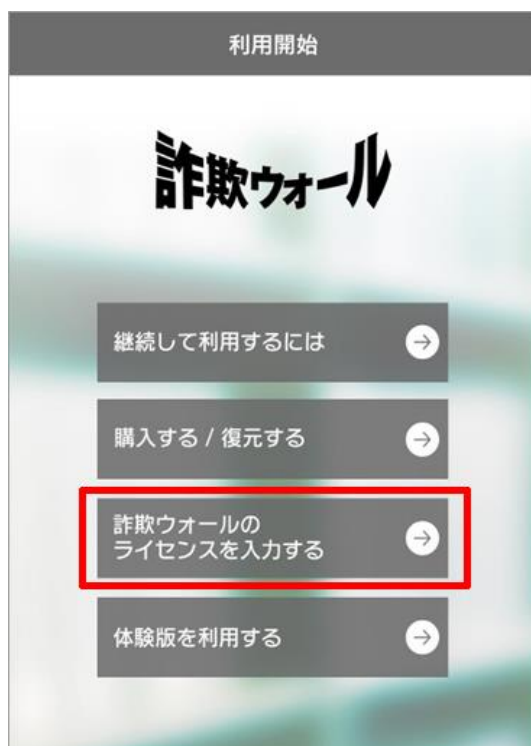 利用開始
詐欺ウォール
継続して利用するには
購入する / 復元する
詐欺ウォールの
ライセンスを入力する
体験版を利用する